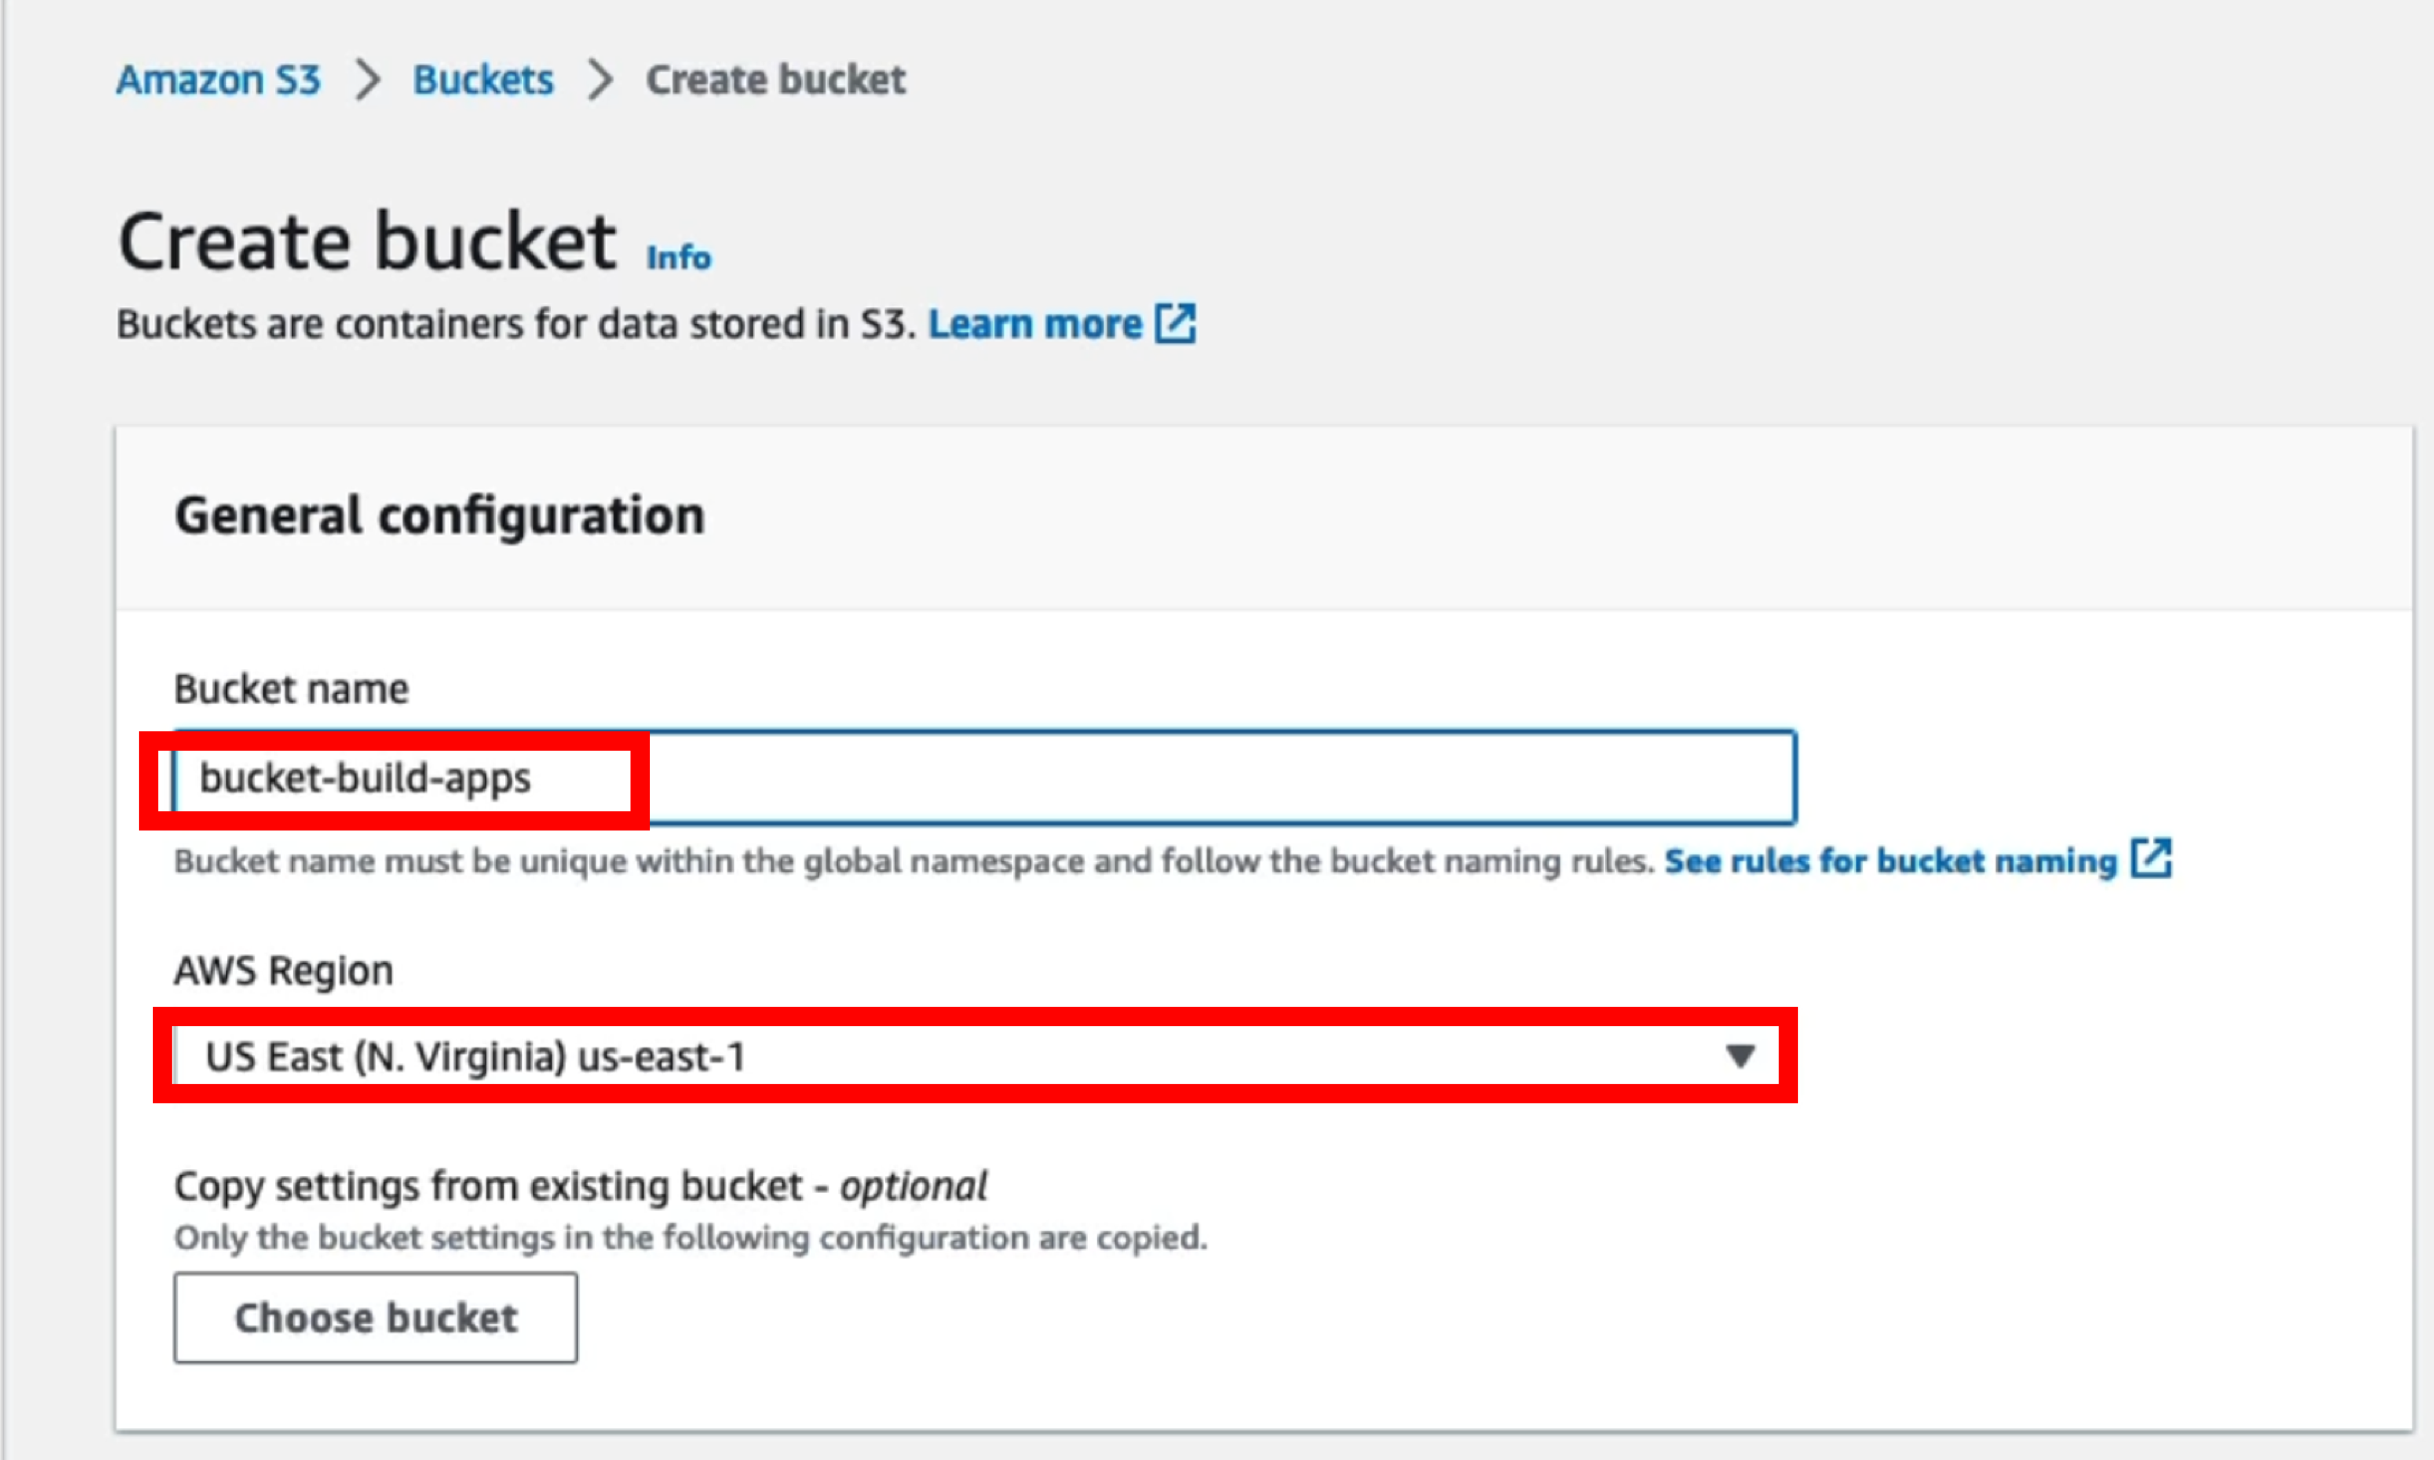 Amazon S3 > Buckets > Create bucket
Create bucket Info
Buckets are containers for data stored in S3. Learn more
General configuration
Bucket name
bucket-build-apps
Bucket name must be unique within the global namespace and follow the bucket naming rules. See rules for bucket naming
AWS Region
US East (N. Virginia) us-east-1
Copy settings from existing bucket - optional
Only the bucket settings in the following configuration are copied.
Choose bucket